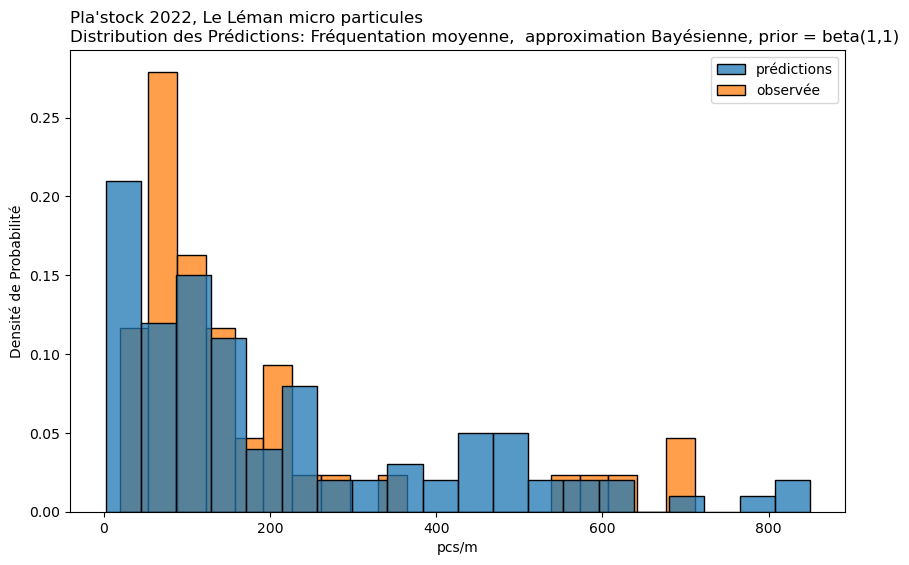 Pla'stock 2022, Le Léman micro particules
Distribution des Prédictions: Fréquentation moyenne,  approximation Bayésienne, prior = beta(1,1)
prédictions
observée
Densité de Probabilité
0.25
0.20
0.15
0.10
0.05
0.00
0 200 400 600 800
pcs/m